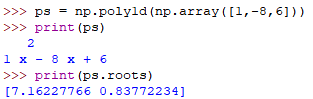 >>> ps = np.poly1d(np.array([1,-8,6]))
>>> print(ps)
   2
1 x - 8 x + 6
>>> print(ps.roots)
[7.16227766 0.83772234]